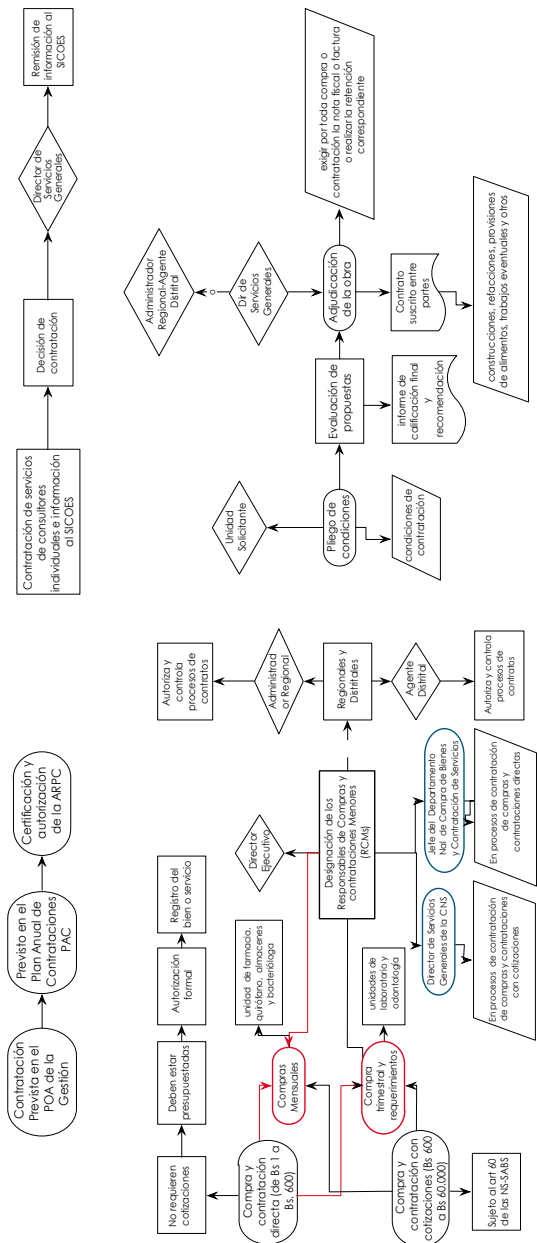 Contratación
Prevista en el
POA de la
Gestión
Previsto en el
Plan Anual de
Contrataciones
PAC
Certificación y
autorización
de la ARPC
No requieren
cotizaciones
Deben estar
presupuestadas
Autorización
formal
Registro del
bien o servicio
Compra y
contratación
directa (de Bs 1 a
Bs. 600)
Compras
Mensuales
unidad de farmacia,
quirófano, almacenes
y bacterióloga
Compra
trimestral y
requerimientos
unidades de
laboratorio y
odontología
Compra y
contratación con
cotizaciones (Bs 600
a Bs 60.000)
Sujeto al art 60
de las NS-SABS
Director
Ejecutivo
Designación de los
Responsables de Compras y
contrataciones Menores
(RCMs)
Director de Servicios
Generales de la CNS
En procesos de contratación
de compras y contrataciones
con cotizaciones
Jefe del Departamento
Nal de Compra de Bienes
y Contratación de Servicios
En procesos de contratación
de compras y
contrataciones directas
Autoriza y
controla
procesos de
contratos
Administrad
or Regional
Regionales y
Distritales
Agente
Distrital
Autoriza y controla
procesos de
contratos
Contratación de servicios
de consultores
individuales e información
al SICOES
Decisión de
contratación
Director de
Servicios
Generales
Remisión de
información al
SICOES
Unidad
Solicitante
Pliego de
condiciones
condiciones de
contratación
Evaluación de
propuestas
informe de
calificación final
y
recomendación
Administrador
Regional-Agente
Distrital
o
Dir de
Servicios
Generales
Adjudicación
de la obra
Contrato
suscrito entre
partes
exigir por toda compra o
contratación la nota fiscal o factura
o realizar la retención
correspondiente
construcciones, refacciones, provisiones
de alimentos, trabajos eventuales y otros